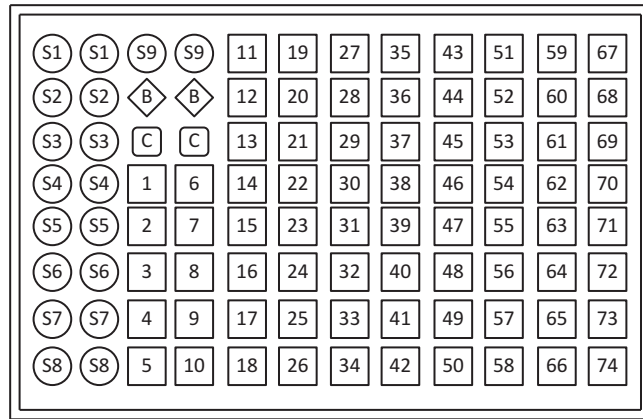 S1 S1 S9 S9 11 19 27 35 43 51 59 67
S2 S2 B B 12 20 28 36 44 52 60 68
S3 S3 C C 13 21 29 37 45 53 61 69
S4 S4 1 6 14 22 30 38 46 54 62 70
S5 S5 2 7 15 23 31 39 47 55 63 71
S6 S6 3 8 16 24 32 40 48 56 64 72
S7 S7 4 9 17 25 33 41 49 57 65 73
S8 S8 5 10 18 26 34 42 50 58 66 74